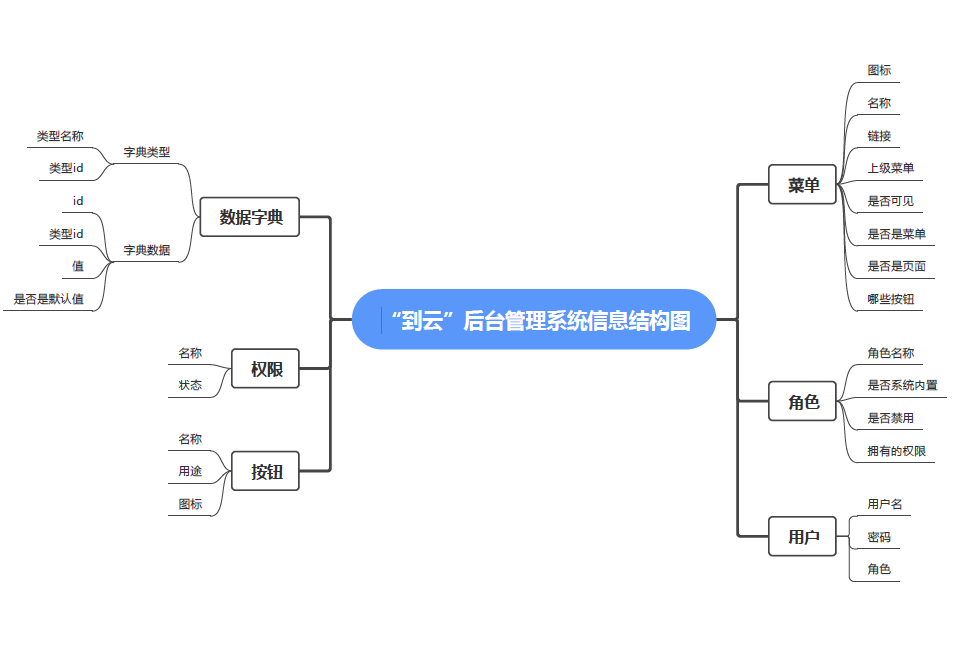 “到云”后台管理系统信息结构图
菜单
图标
名称
链接
上级菜单
是否可见
是否是菜单
是否是页面
哪些按钮
角色
角色名称
是否系统内置
是否禁用
拥有的权限
用户
用户名
密码
角色
数据字典
字典类型
类型名称
类型id
字典数据
id
类型id
值
是否是默认值
权限
名称
状态
按钮
名称
用途
图标